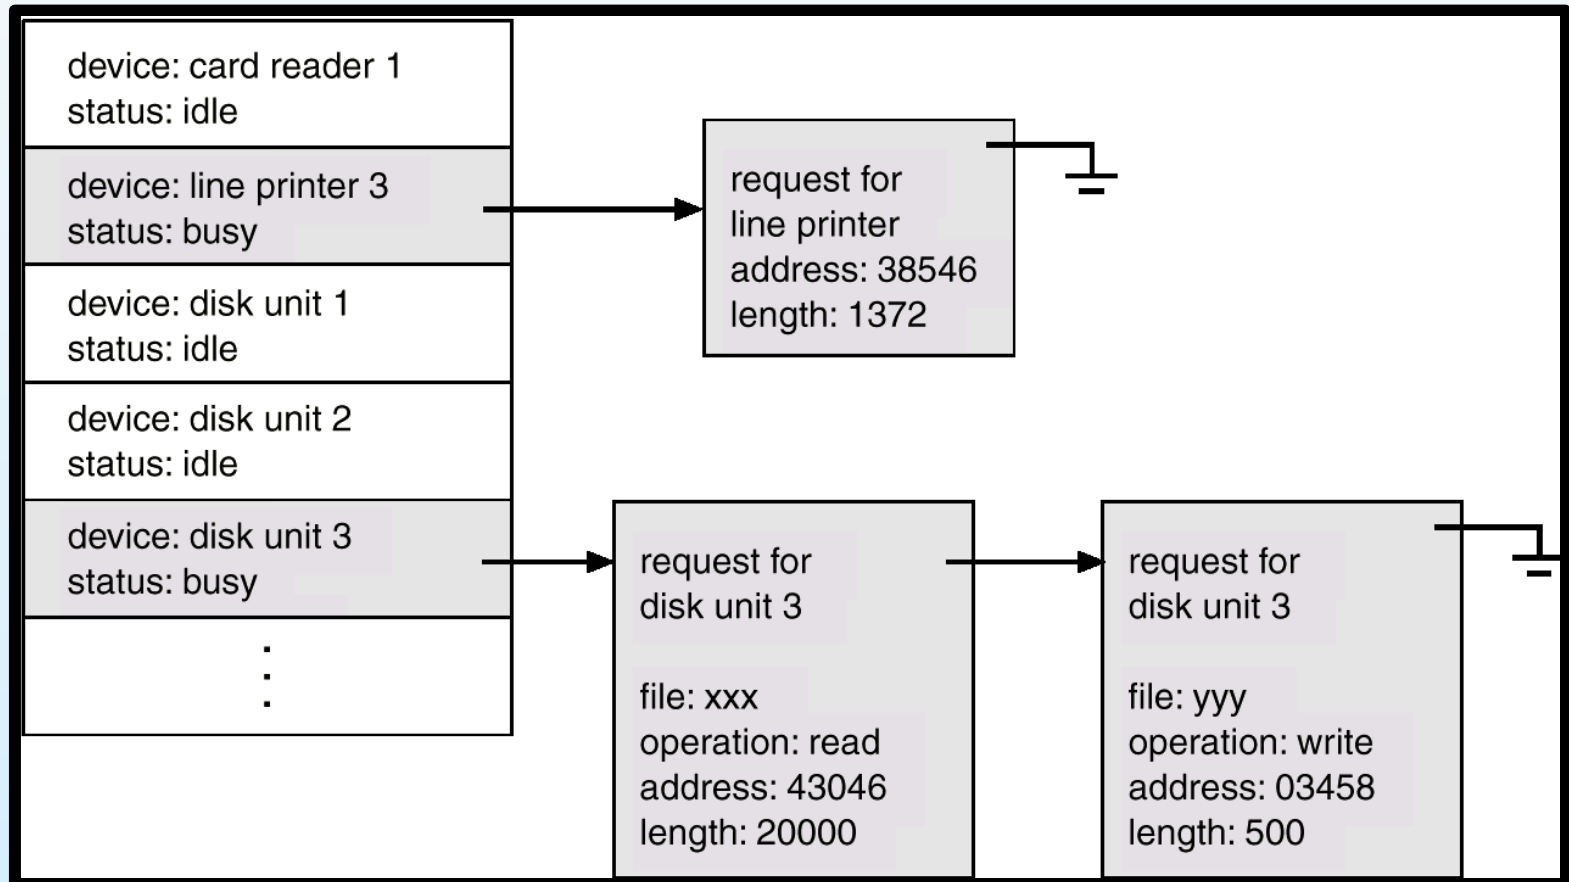 device: card reader 1
status: idle
device: line printer 3
status: busy
device: disk unit 1
status: idle
device: disk unit 2
status: idle
device: disk unit 3
status: busy
request for
line printer
address: 38546
length: 1372
request for
disk unit 3
file: xxx
operation: read
address: 43046
length: 20000
request for
disk unit 3
file: yyy
operation: write
address: 03458
length: 500